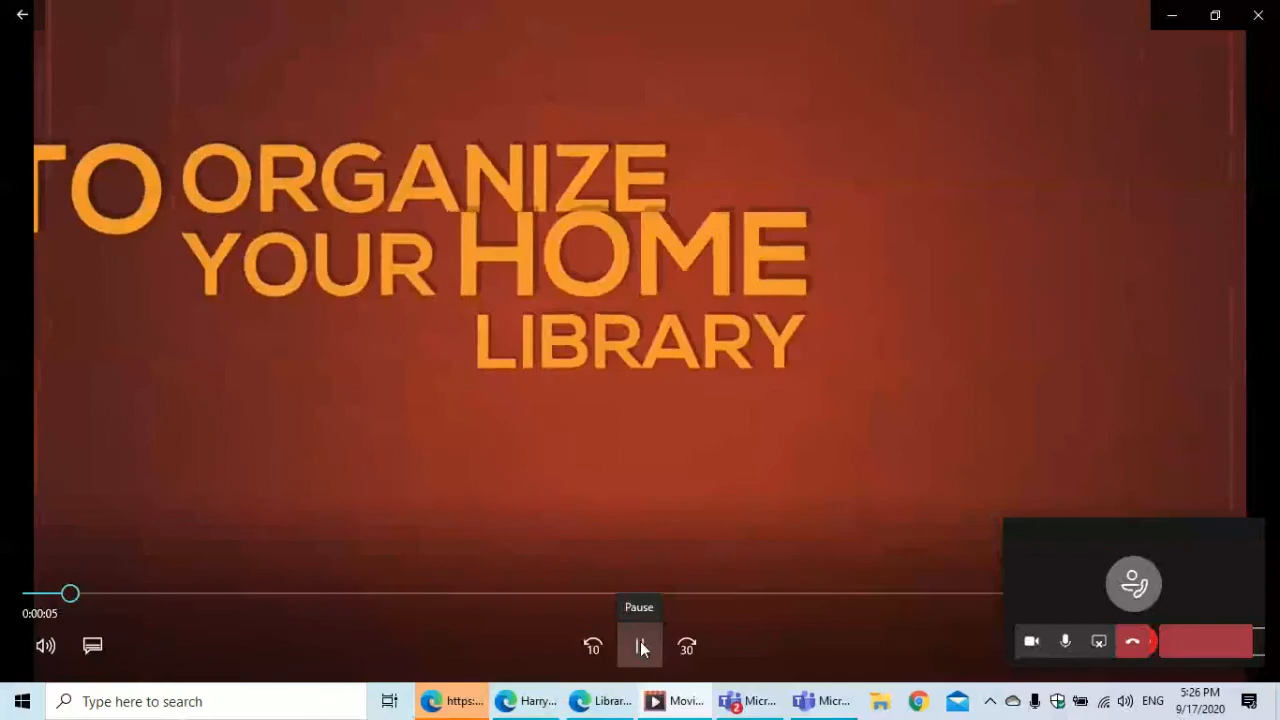 TO ORGANIZE
YOUR HOME
LIBRARY
0:00:05
Pause
10
30
Type here to search
https:...
Harry...
Librar...
Movi...
2
Micr...
Micr...
ENG
5:26 PM
9/17/2020